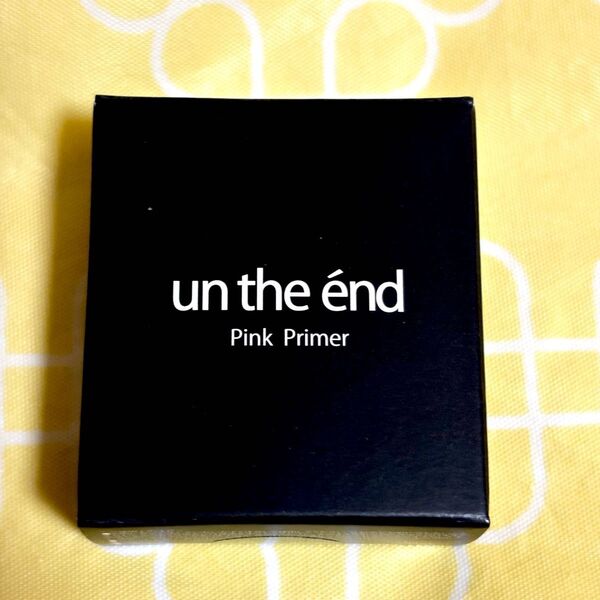 un the énd
Pink Primer